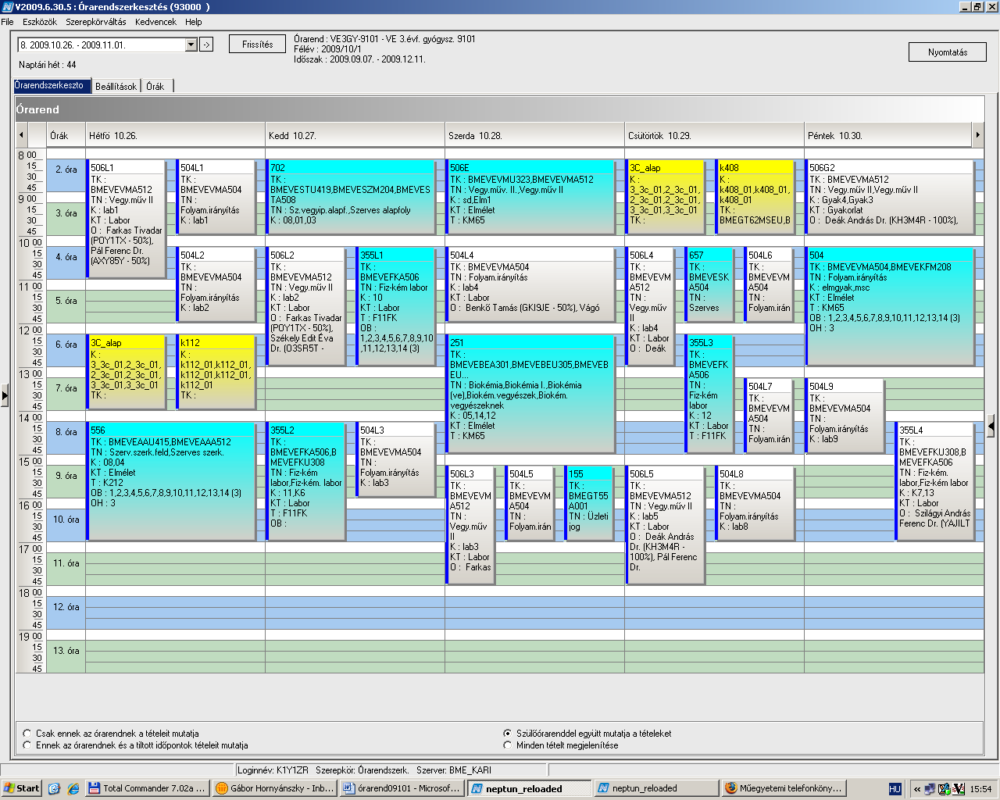 V2009.6.30.5 : Órarendszerkesztés (93000 )
File Eszközök Szerepkörváltás Kedvencek Help
8. 2009.10.26. - 2009.11.01.
->
Frissítés
Órarend : VE3GY-9101 - VE 3.évf. gyógysz. 9101
Félév : 2009/10/1
Időszak : 2009.09.07. - 2009.12.11.
Nyomtatás
Naptári hét : 44
Órarendszerkeszto
Beállítások
Órák
Órarend
Órák
Hétfő 10.26.
Kedd 10.27.
Szerda 10.28.
Csütörtök 10.29.
Péntek 10.30.
8 00
15
30
45
9 00
15
30
45
10 00
15
30
45
11 00
15
30
45
12 00
15
30
45
13 00
15
30
45
14 00
15
30
45
15 00
15
30
45
16 00
15
30
45
17 00
15
30
45
18 00
15
30
45
19 00
15
30
45
2. óra
3. óra
4. óra
5. óra
6. óra
7. óra
8. óra
9. óra
10. óra
11. óra
12. óra
13. óra
506L1
TK :
BMEVEVMA512
TN : Vegy.műv II
K : lab1
KT : Labor
O : Farkas Tivadar
(POY1TX - 50%),
Pál Ferenc Dr.
(AXY85Y - 50%)
504L1
TK :
BMEVEVMA504
TN :
Folyam.irányítás
K : lab1
504L2
TK :
BMEVEVMA504
TN :
Folyam.irányítás
K : lab2
3C_alap
K :
3_3c_01,2_3c_01,
2_3c_01,2_3c_01,
3_3c_01,3_3c_01
TK :
k112
K :
k112_01,k112_01,
k112_01,k112_01,
k112_01
TK :
556
TK : BMEVEAAU415,BMEVEAAA512
TN : Szerv.szerk.feld,Szerves szerk.
K : 08,04
KT : Elmélet
T : K212
OB : 1,2,3,4,5,6,7,8,9,10,11,12,13,14 (3)
OH : 3
702
TK :
BMEVESTU419,BMEVESZM204,BMEVES
TA508
TN : Sz.vegyip.alapf.,Szerves alapfoly
K : 08,01,03
506L2
TK :
BMEVEVMA512
TN : Vegy.műv II
K : lab2
KT : Labor
O : Farkas Tivadar
(POY1TX - 50%),
Székely Edit Éva
Dr. (O3SR5T -
355L1
TK :
BMEVEFKA506
TN : Fiz-kém labor
K : 10
KT : Labor
T : F11FK
OB :
1,2,3,4,5,6,7,8,9,10
,11,12,13,14 (3)
355L2
TK :
BMEVEFKA506,B
MEVEFKU308
TN : Fiz-kém
labor,Fiz-kém. labor
K : 11,K6
KT : Labor
T : F11FK
OB :
504L3
TK :
BMEVEVMA504
TN :
Folyam.irányítás
K : lab3
506E
TK : BMEVEVMU323,BMEVEVMA512
TN : Vegy.műv. II.,Vegy.műv II
K : sd,Elm1
KT : Elmélet
T : KM65
504L4
TK : BMEVEVMA504
TN : Folyam.irányítás
K : lab4
KT : Labor
O : Benkő Tamás (GKI9JE - 50%), Vágó
251
TK :
BMEVEBEA301,BMEVEBEU305,BMEVEB
EU...
TN : Biokémia,Biokémia I.,Biokémia
(ve),Biokém.vegyészek,Biokém.
vegyészeknek
K : 05,14,12
KT : Elmélet
T : KM65
506L3
TK :
BMEVEVM
A512
TN :
Vegy.műv
II
K : lab3
KT : Labor
O : Farkas
504L5
TK :
BMEVEVM
A504
TN :
Folyam.irán
155
TK :
BMEGT55
A001
TN : Üzleti
jog
3C_alap
K :
3_3c_01,2_3c_01,
2_3c_01,2_3c_01,
3_3c_01,3_3c_01
TK :
k408
K :
k408_01,k408_01,
k408_01
TK :
BMEGT62MSEU,B
506L4
TK :
BMEVEVM
A512
TN :
Vegy.műv
II
K : lab4
KT : Labor
O : Deák
657
TK :
BMEVESK
A504
TN :
Szerves
504L6
TK :
BMEVEVM
A504
TN :
Folyam.irán
355L3
TK :
BMEVEFK
A506
TN :
Fiz-kém
labor
K : 12
KT : Labor
T : F11FK
504L7
TK :
BMEVEVM
A504
TN :
Folyam.irán
506L5
TK :
BMEVEVMA512
TN : Vegy.műv II
K : lab5
KT : Labor
O : Deák András
Dr. (KH3M4R -
100%), Pál Ferenc
Dr.
504L8
TK :
BMEVEVMA504
TN :
Folyam.irányítás
K : lab8
506G2
TK : BMEVEVMA512
TN : Vegy.műv II,Vegy.műv II
K : Gyak4,Gyak3
KT : Gyakorlat
O : Deák András Dr. (KH3M4R - 100%),
504
TK : BMEVEVMA504,BMEVEKFM208
TN : Folyam.irányítás
K : elmgyak,msc
KT : Elmélet
T : KM65
OB : 1,2,3,4,5,6,7,8,9,10,11,12,13,14 (3)
OH : 3
504L9
TK :
BMEVEVMA504
TN :
Folyam.irányítás
K : lab9
355L4
TK :
BMEVEFKU308,B
MEVEFKA506
TN : Fiz-kém.
labor,Fiz-kém labor
K : K7,13
KT : Labor
O : Szilágyi András
Ferenc Dr. (YAJILT
Csak ennek az órarendnek a tételeit mutatja
Ennek az órarendnek és a tiltott időpontok tételeit mutatja
Szülőórarenddel együtt mutatja a tételeket
Minden tételt megjelenítése
Loginnév: K1Y1ZR Szerepkör: Órarendszerk. Szerver: BME_KARI
Start
Total Commander 7.02a ...
Gábor Hornyánszky - Inb...
órarend09101 - Microsof...
neptun_reloaded
neptun_reloaded
Műegyetemi telefonköny...
HU
«
15:54